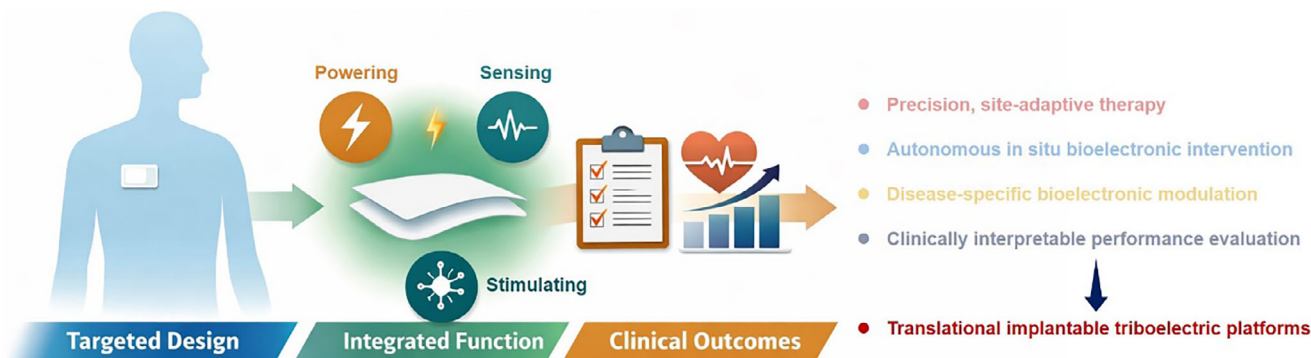 Powering
Sensing
Stimulating
Targeted Design
Integrated Function
Clinical Outcomes
Precision, site-adaptive therapy
Autonomous in situ bioelectronic intervention
Disease-specific bioelectronic modulation
Clinically interpretable performance evaluation
Translational implantable triboelectric platforms